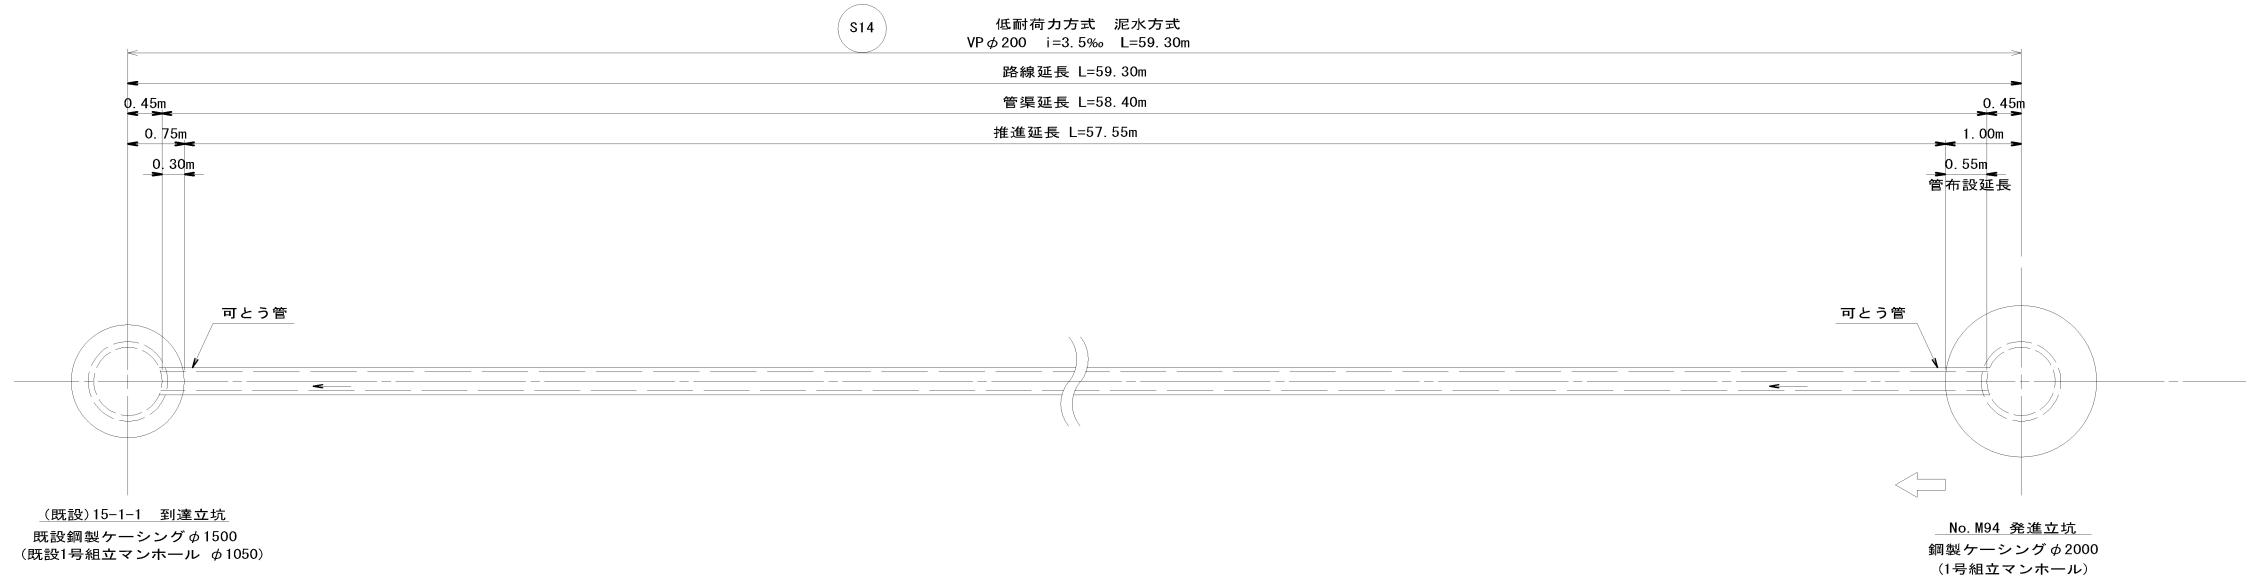 S14
低耐荷力方式　泥水方式
VPφ200　i=3.5‰　L=59.30m
路線延長 L=59.30m
0.45m
管渠延長 L=58.40m
0.45m
0.75m
推進延長 L=57.55m
1.00m
0.30m
0.55m
管布設延長
可とう管
可とう管
(既設)15-1-1　到達立坑
既設鋼製ケーシングφ1500
(既設1号組立マンホール φ1050)
No.M94 発進立坑
鋼製ケーシングφ2000
(1号組立マンホール)